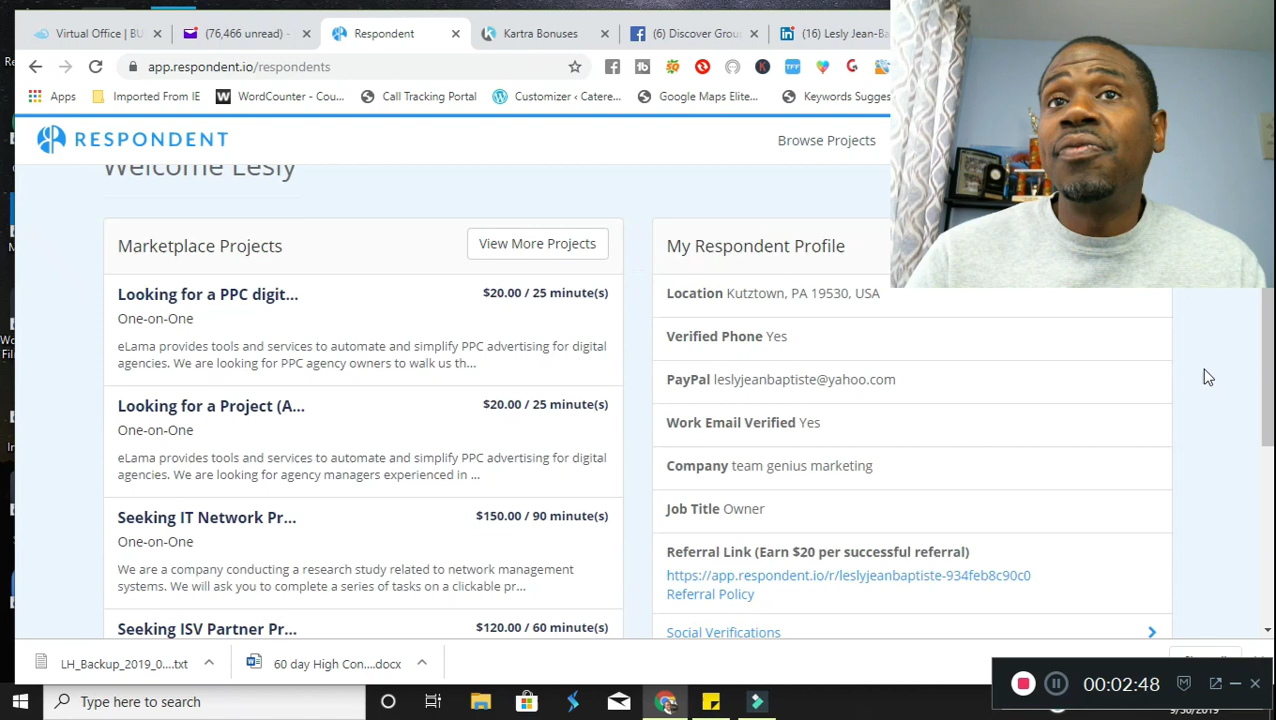 Virtual Office | BU
(76,466 unread) -
Respondent
Kartra Bonuses
(6) Discover Grou
(16) Lesly Jean-Ba
app.respondent.io/respondents
Apps
Imported From IE
WordCounter - Cou...
Call Tracking Portal
Customizer ‹ Catere...
Google Maps Elite...
Keywords Sugges
RESPONDENT
Browse Projects
Welcome Lesly
Marketplace Projects
View More Projects
Looking for a PPC digit...
$20.00 / 25 minute(s)
One-on-One
eLama provides tools and services to automate and simplify PPC advertising for digital
agencies. We are looking for PPC agency owners to walk us th...
Looking for a Project (A...
$20.00 / 25 minute(s)
One-on-One
eLama provides tools and services to automate and simplify PPC advertising for digital
agencies. We are looking for agency managers experienced in ...
Seeking IT Network Pr...
$150.00 / 90 minute(s)
One-on-One
We are a company conducting a research study related to network management
systems. We will ask you to complete a series of tasks on a clickable pr...
Seeking ISV Partner Pr...
$120.00 / 60 minute(s)
My Respondent Profile
Location Kutztown, PA 19530, USA
Verified Phone Yes
PayPal leslyjeanbaptiste@yahoo.com
Work Email Verified Yes
Company team genius marketing
Job Title Owner
Referral Link (Earn $20 per successful referral)
https://app.respondent.io/r/leslyjeanbaptiste-934feb8c90c0
Referral Policy
Social Verifications
LH_Backup_2019_0....txt
60 day High Con....docx
00:02:48
Type here to search
9/30/2019